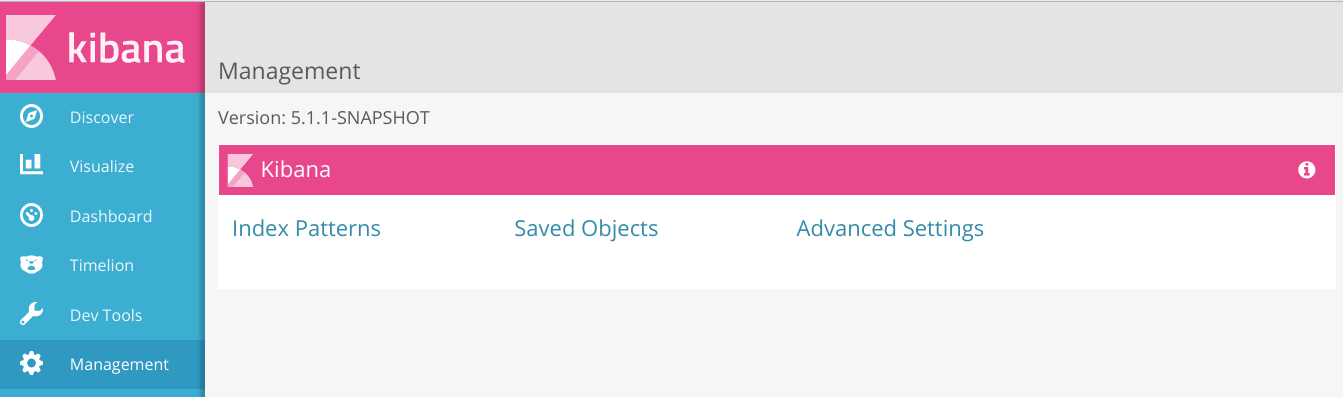 kibana
Management
Version: 5.1.1-SNAPSHOT
Kibana
Index Patterns Saved Objects Advanced Settings
Discover
Visualize
Dashboard
Timelion
Dev Tools
Management